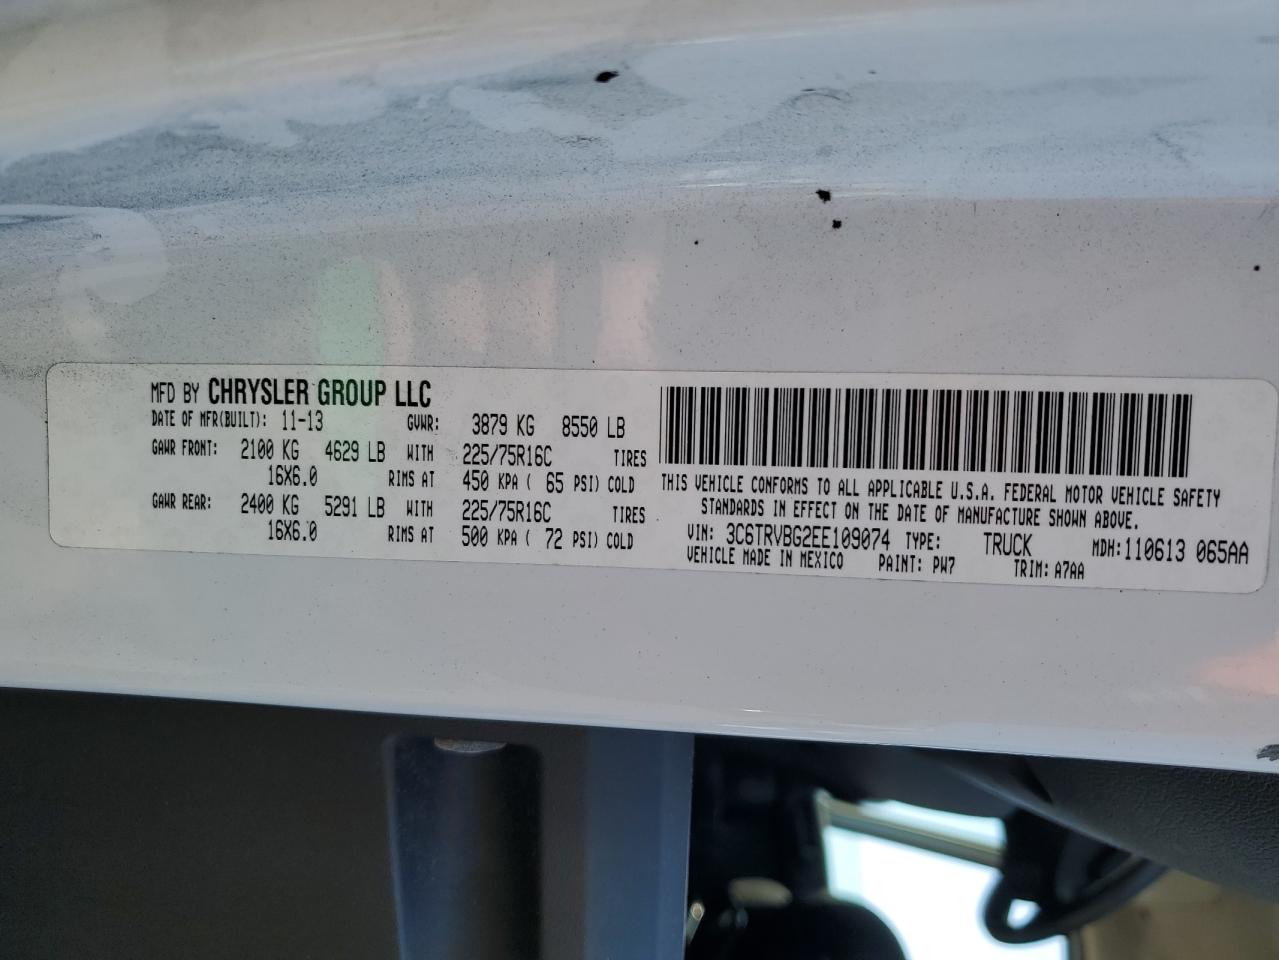 MFD BY CHRYSLER GROUP LLC
DATE OF MFR(BUILT): 11-13 GVWR: 3879 KG 8550 LB
GAWR FRONT: 2100 KG 4629 LB WITH 225/75R16C TIRES
16X6.0 RIMS AT 450 KPA ( 65 PSI) COLD
GAWR REAR: 2400 KG 5291 LB WITH 225/75R16C TIRES
16X6.0 RIMS AT 500 KPA ( 72 PSI) COLD
THIS VEHICLE CONFORMS TO ALL APPLICABLE U.S.A. FEDERAL MOTOR VEHICLE SAFETY
STANDARDS IN EFFECT ON THE DATE OF MANUFACTURE SHOWN ABOVE.
VIN: 3C6TRVBG2EE109074 TYPE: TRUCK MDH:110613 065AA
VEHICLE MADE IN MEXICO PAINT: PW7 TRIM: A7AA